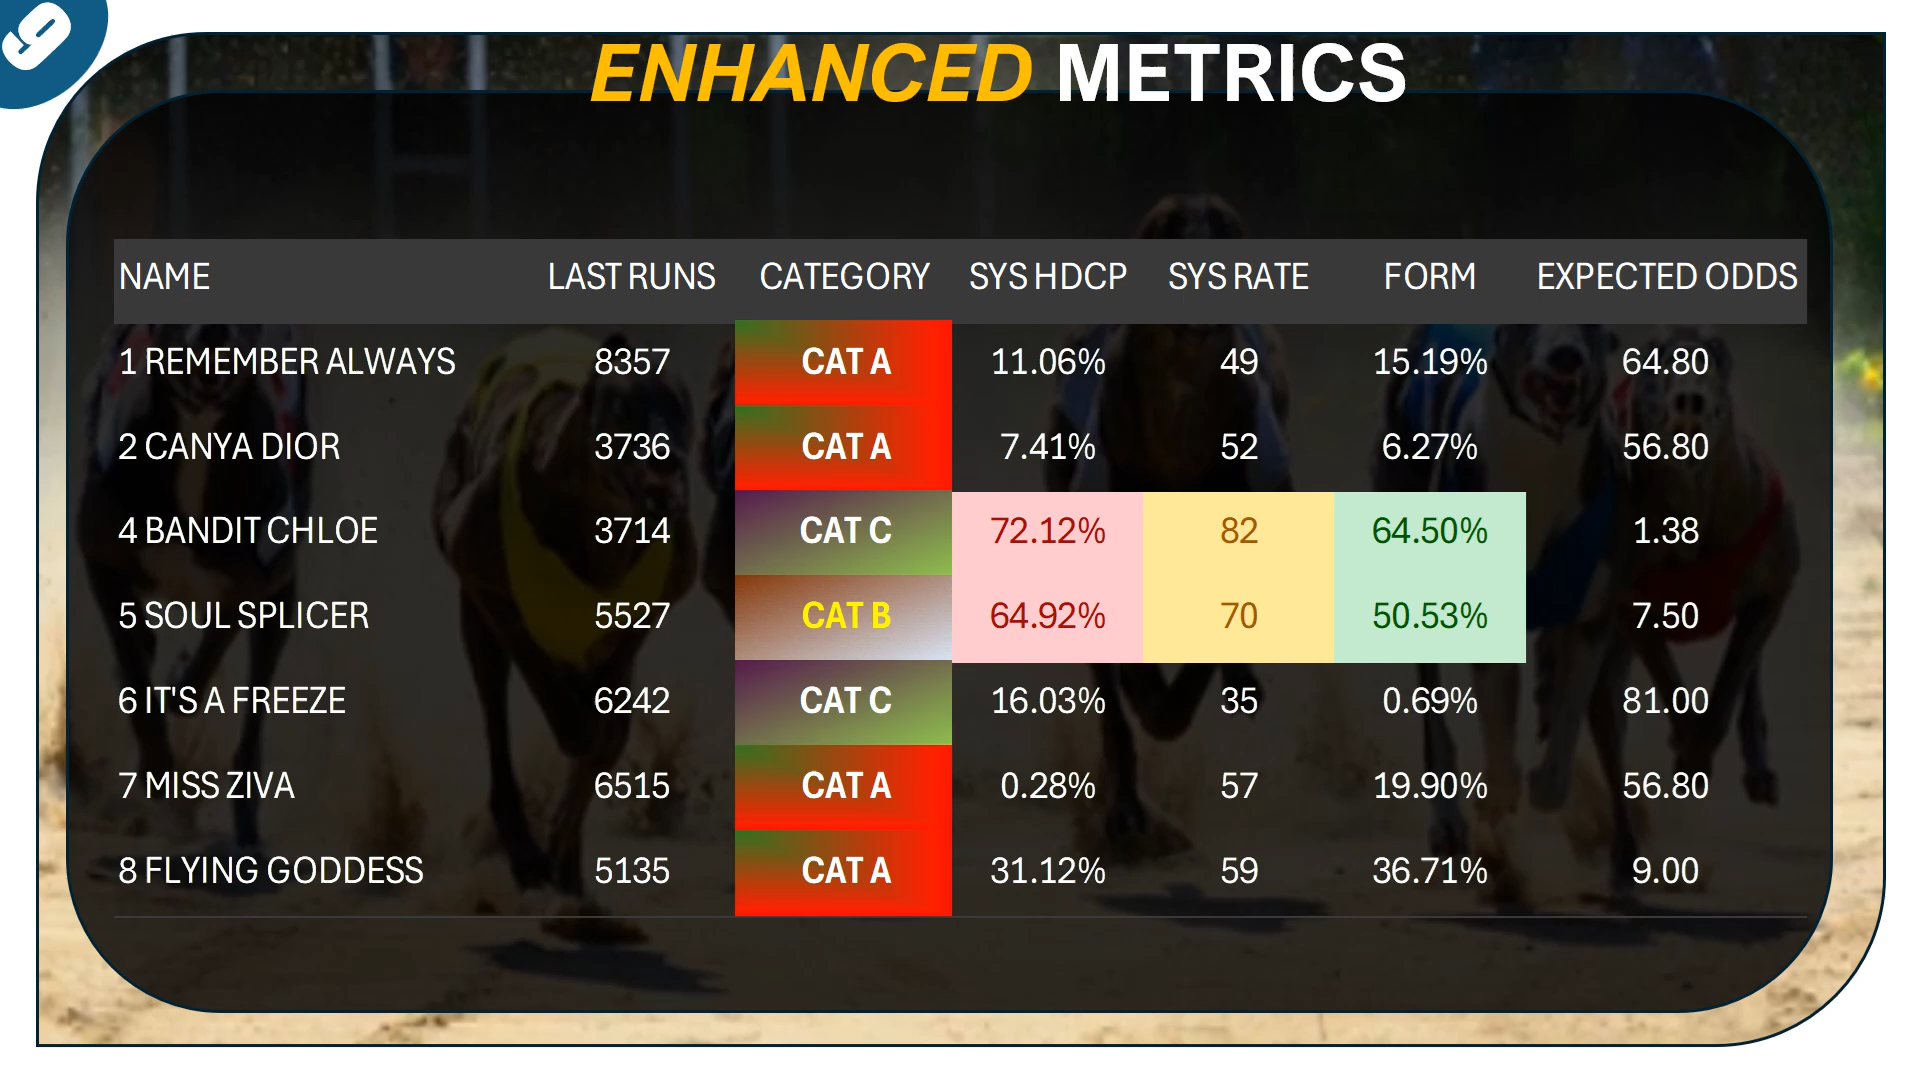 ENHANCED METRICS
NAME LAST RUNS CATEGORY SYS HDCP SYS RATE FORM EXPECTED ODDS
1 REMEMBER ALWAYS 8357 CAT A 11.06% 49 15.19% 64.80
2 CANYA DIOR 3736 CAT A 7.41% 52 6.27% 56.80
4 BANDIT CHLOE 3714 CAT C 72.12% 82 64.50% 1.38
5 SOUL SPLICER 5527 CAT B 64.92% 70 50.53% 7.50
6 IT'S A FREEZE 6242 CAT C 16.03% 35 0.69% 81.00
7 MISS ZIVA 6515 CAT A 0.28% 57 19.90% 56.80
8 FLYING GODDESS 5135 CAT A 31.12% 59 36.71% 9.00